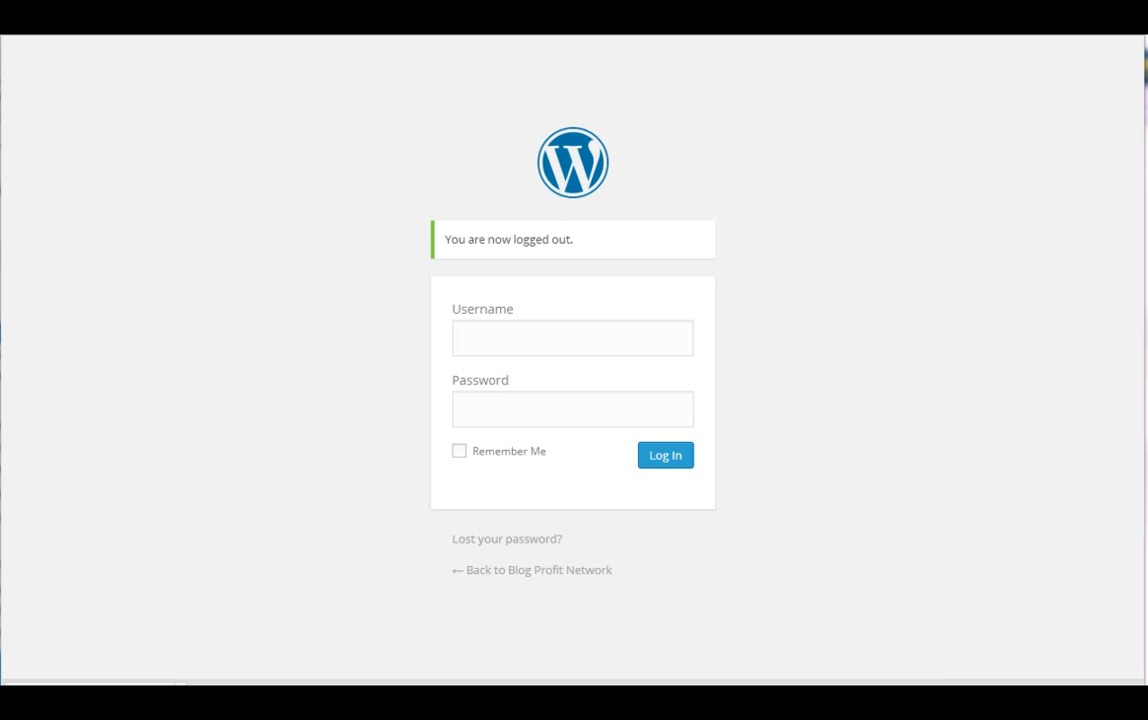 You are now logged out.
Username
Password
Remember Me
Log In
Lost your password?
← Back to Blog Profit Network